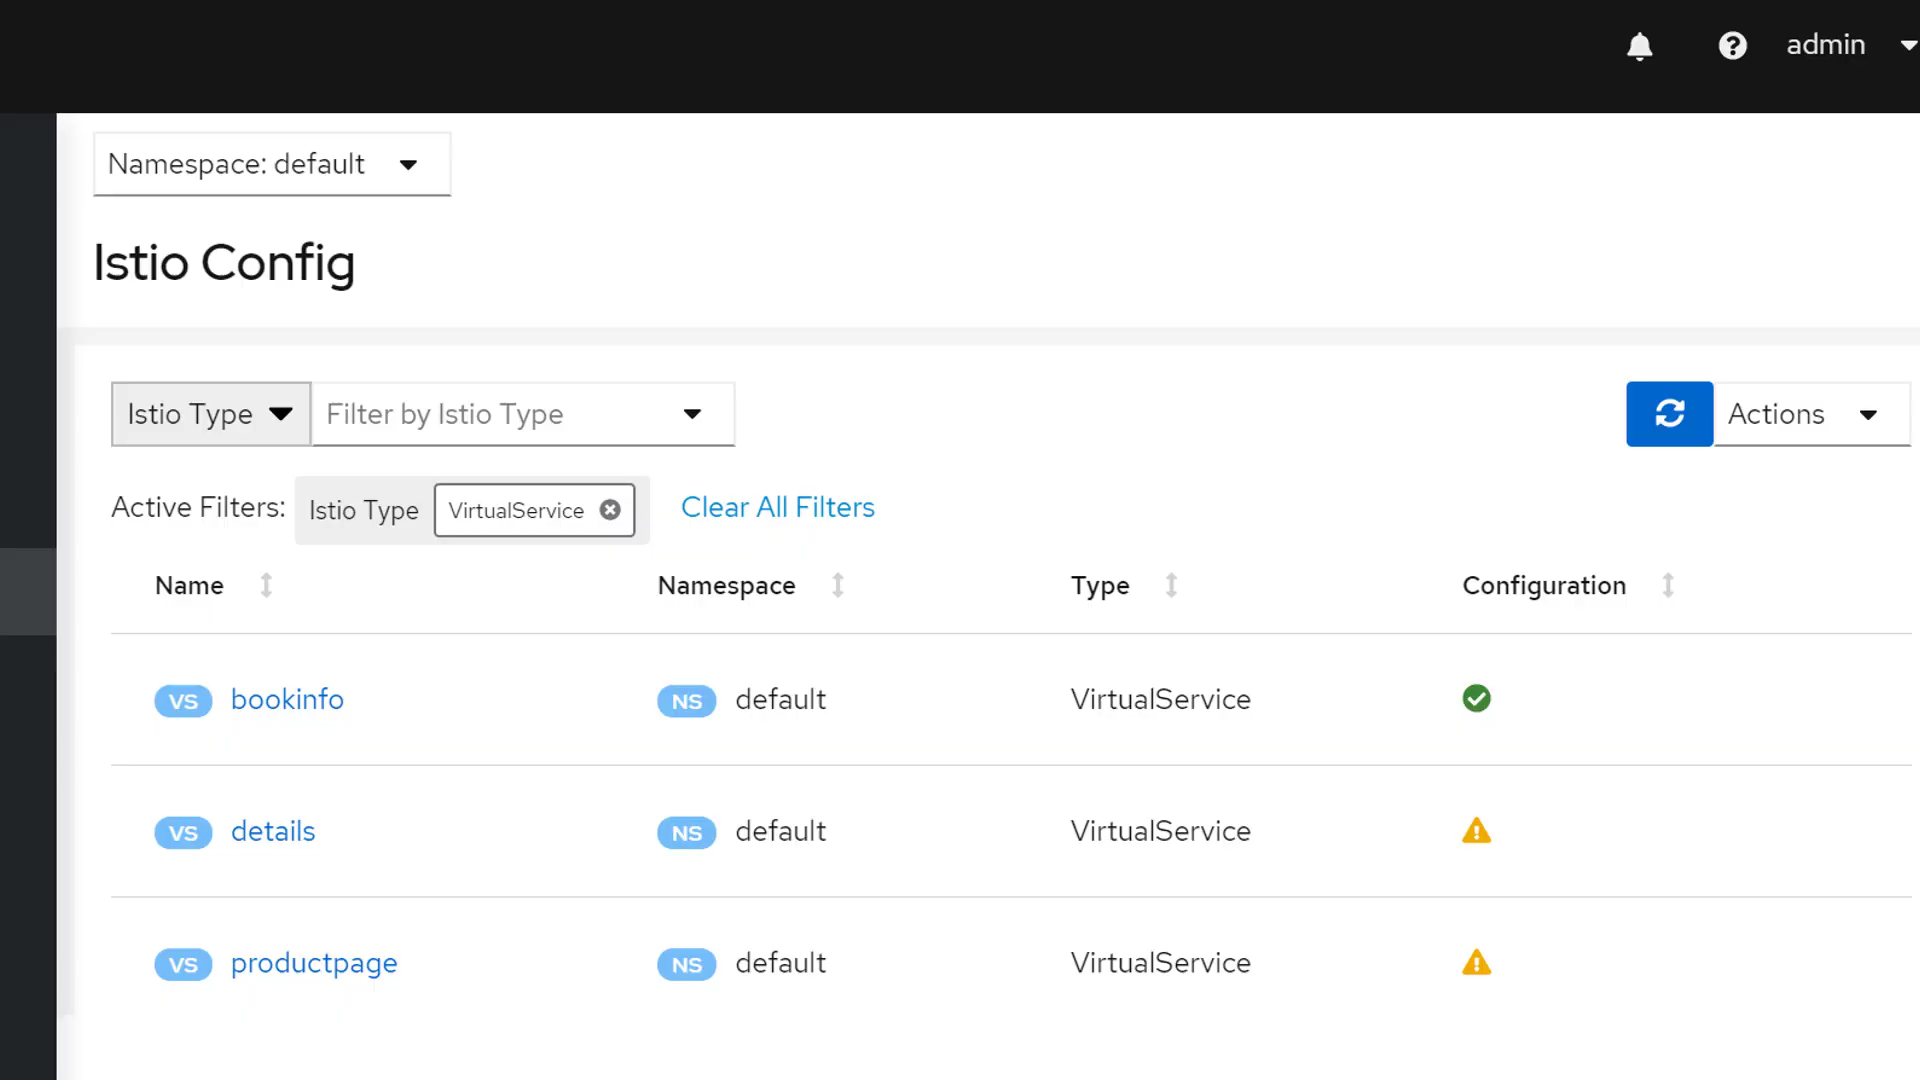 admin
Namespace: default
Istio Config
Istio Type Filter by Istio Type Actions
Active Filters: Istio Type VirtualService Clear All Filters
Name Namespace Type Configuration
VS bookinfo NS default VirtualService
VS details NS default VirtualService
VS productpage NS default VirtualService